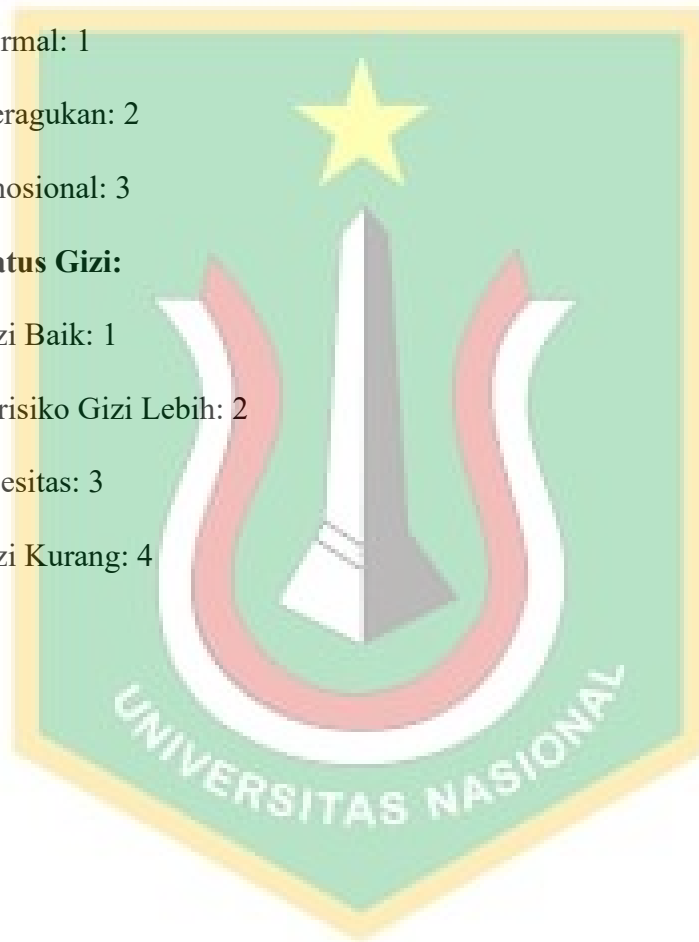 rmal: 1
eragukan: 2
nosional: 3
atus Gizi:
zi Baik: 1
risiko Gizi Lebih: 2
esitas: 3
zi Kurang: 4
UNIVERSITAS NASIONAL